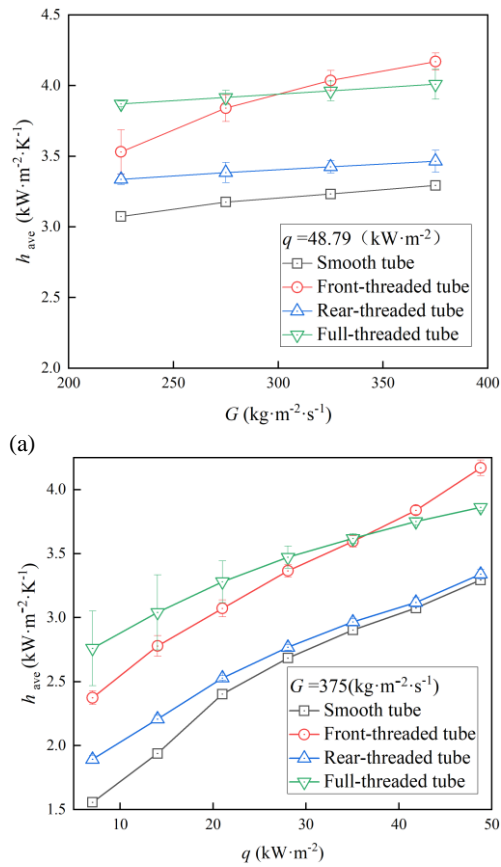 4.5
4.0
3.5
3.0
2.5
2.0
h ave (kW·m-2·K-1)
q =48.79 (kW·m-2)
Smooth tube
Front-threaded tube
Rear-threaded tube
Full-threaded tube
200 250 300 350 400
G (kg·m-2·s-1)
(a)
4.0
3.5
3.0
2.5
2.0
1.5
h ave (kW·m-2·K-1)
G =375(kg·m-2·s-1)
Smooth tube
Front-threaded tube
Rear-threaded tube
Full-threaded tube
10 20 30 40 50
q (kW·m-2)